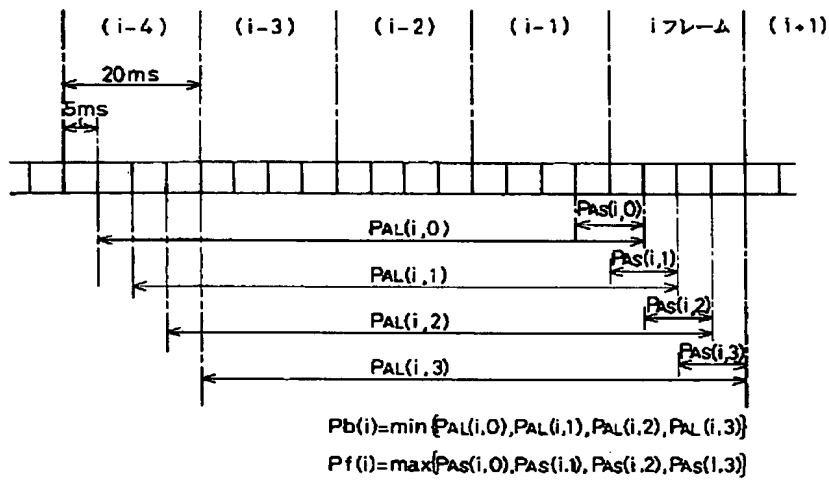 (i-4) (i-3) (i-2) (i-1) iフレーム (i+1)
20ms
5ms
PAS(i,0)
PAL(i,0)
PAS(i,1)
PAL(i,1)
PAS(i,2)
PAL(i,2)
PAS(i,3)
PAL(i,3)
Pb(i)=min{PAL(i,0),PAL(i,1),PAL(i,2),PAL(i,3)}
Pf(i)=max{PAS(i,0),PAS(i,1),PAS(i,2),PAS(i,3)}